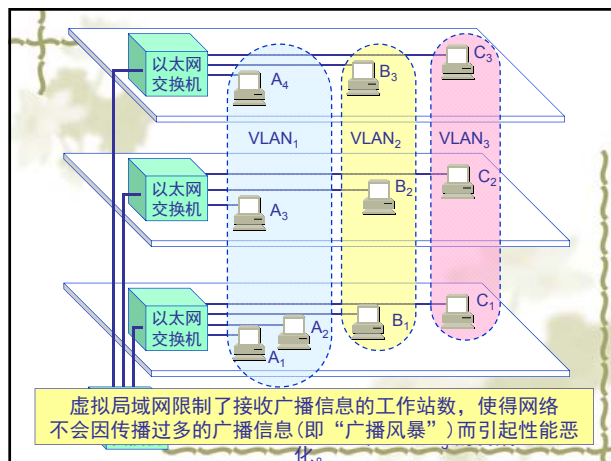 以太网
交换机
A4
B3
C3
VLAN1
VLAN2
VLAN3
以太网
交换机
A3
B2
C2
以太网
交换机
A1
A2
B1
C1
虚拟局域网限制了接收广播信息的工作站数，使得网络
不会因传播过多的广播信息(即“广播风暴”)而引起性能恶
化。